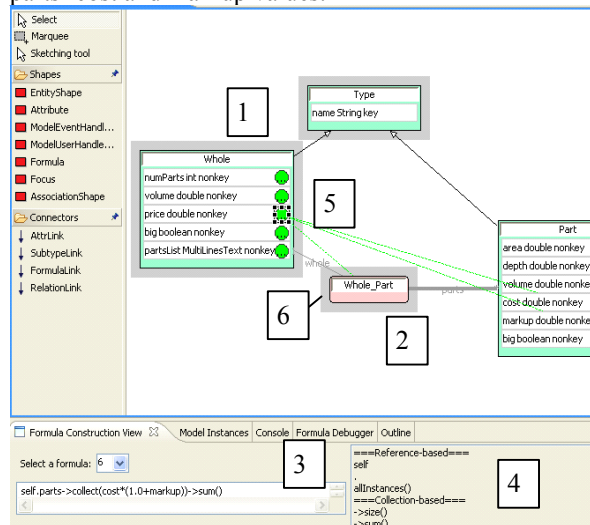 Select
Marquee
Sketching tool
Shapes
EntityShape
Attribute
ModelEventHandl...
ModelUserHandle...
Formula
Focus
AssociationShape
Connectors
AttrLink
SubtypeLink
FormulaLink
RelationLink
1
Type
name String key
Whole
numParts int nonkey
volume double nonkey
price double nonkey
big boolean nonkey
partsList MultiLinesText nonkey
5
whole
Whole_Part
parts
6
2
Part
area double nonkey
depth double nonke
volume double nonke
cost double nonkey
markup double nonke
big boolean nonkey
Formula Construction View
Model Instances
Console
Formula Debugger
Outline
Select a formula: 6
3
self.parts->collect(cost*(1.0+markup))->sum()
===Reference-based===
self
.
allInstances()
===Collection-based===
->size()
->sum()
4